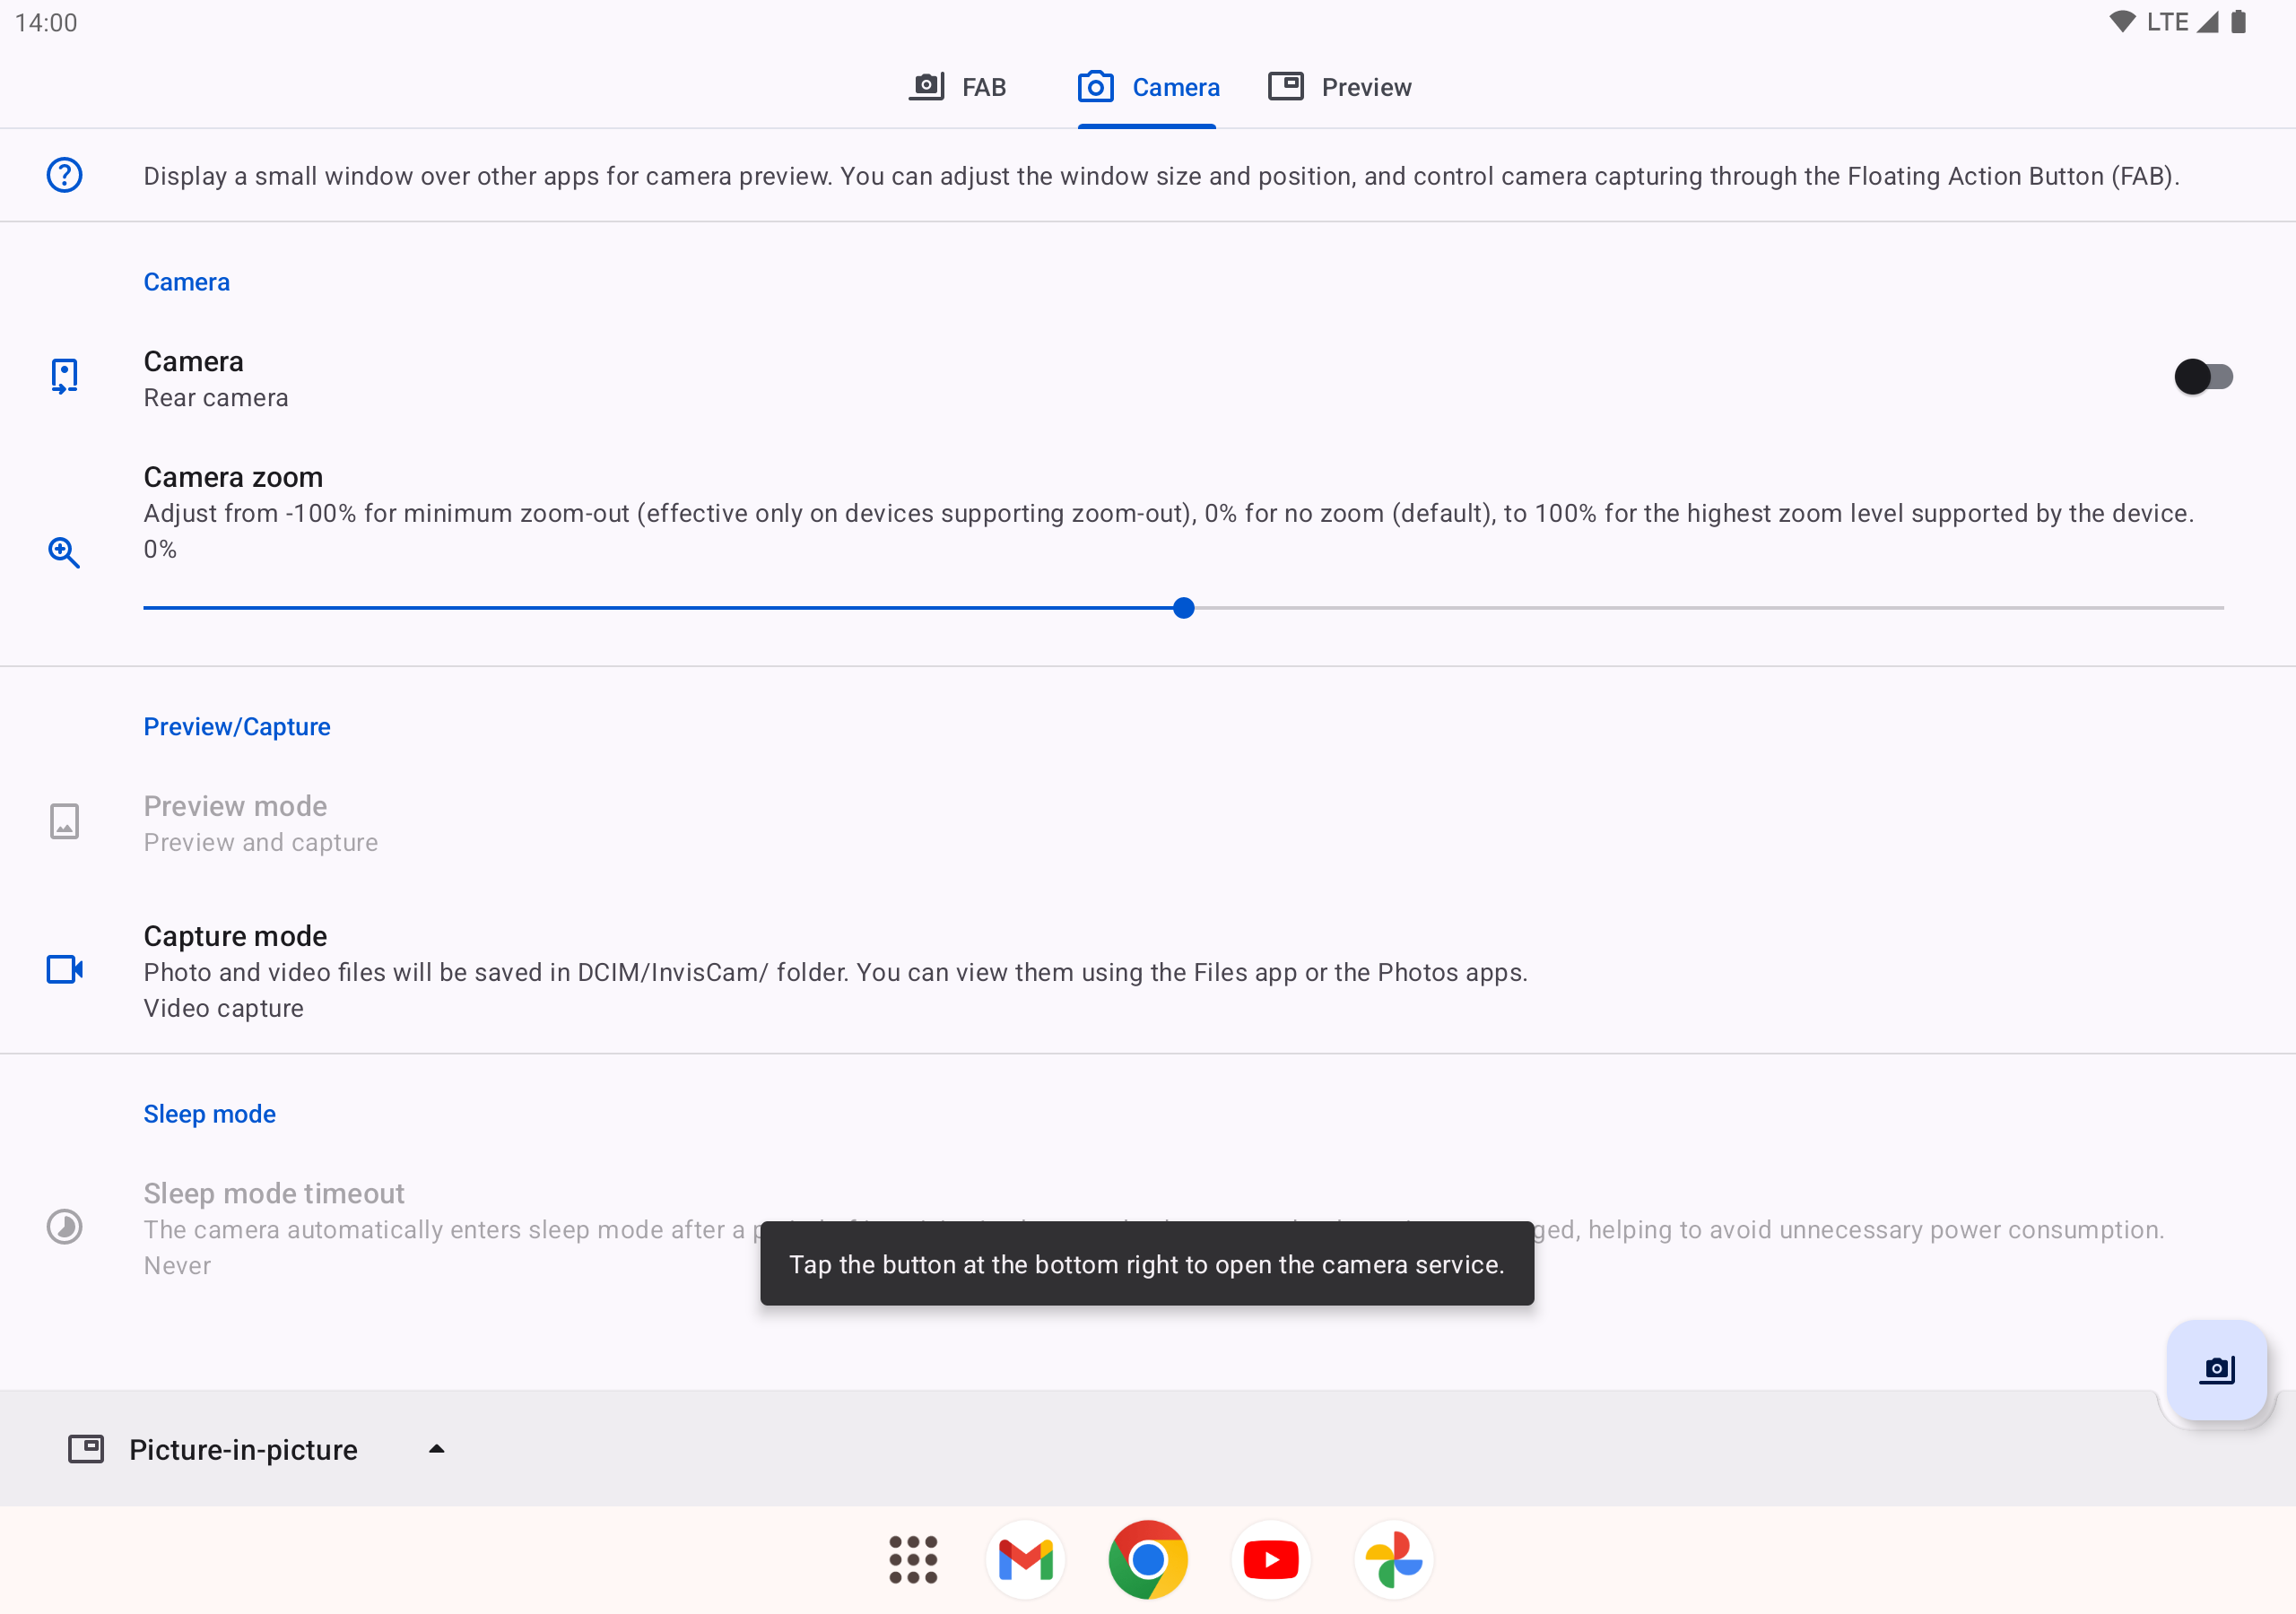 14:00
LTE
FAB
Camera
Preview
Display a small window over other apps for camera preview. You can adjust the window size and position, and control camera capturing through the Floating Action Button (FAB).
Camera
Camera
Rear camera
Camera zoom
Adjust from -100% for minimum zoom-out (effective only on devices supporting zoom-out), 0% for no zoom (default), to 100% for the highest zoom level supported by the device.
0%
Preview/Capture
Preview mode
Preview and capture
Capture mode
Photo and video files will be saved in DCIM/InvisCam/ folder. You can view them using the Files app or the Photos apps.
Video capture
Sleep mode
Sleep mode timeout
The camera automatically enters sleep mode after a helping to avoid unnecessary power consumption.
Never
Tap the button at the bottom right to open the camera service.
Picture-in-picture